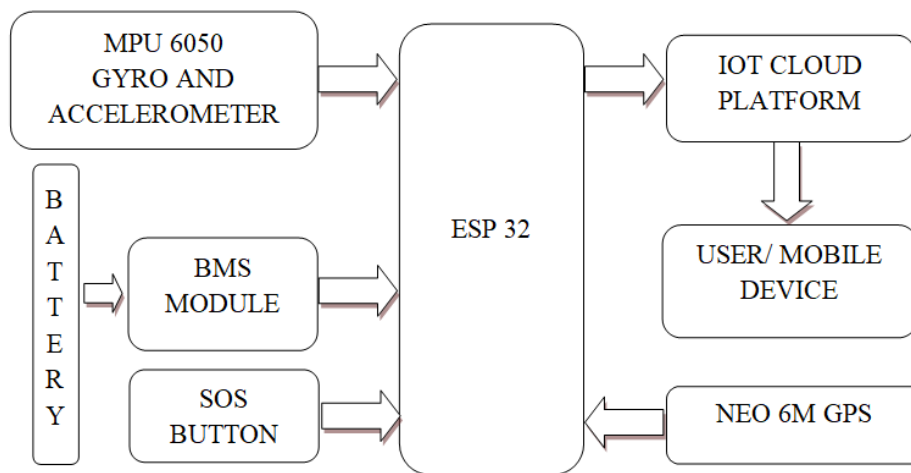 MPU 6050
GYRO AND
ACCELEROMETER
IOT CLOUD
PLATFORM
B
A
T
T
E
R
Y
BMS
MODULE
ESP 32
USER/ MOBILE
DEVICE
SOS
BUTTON
NEO 6M GPS